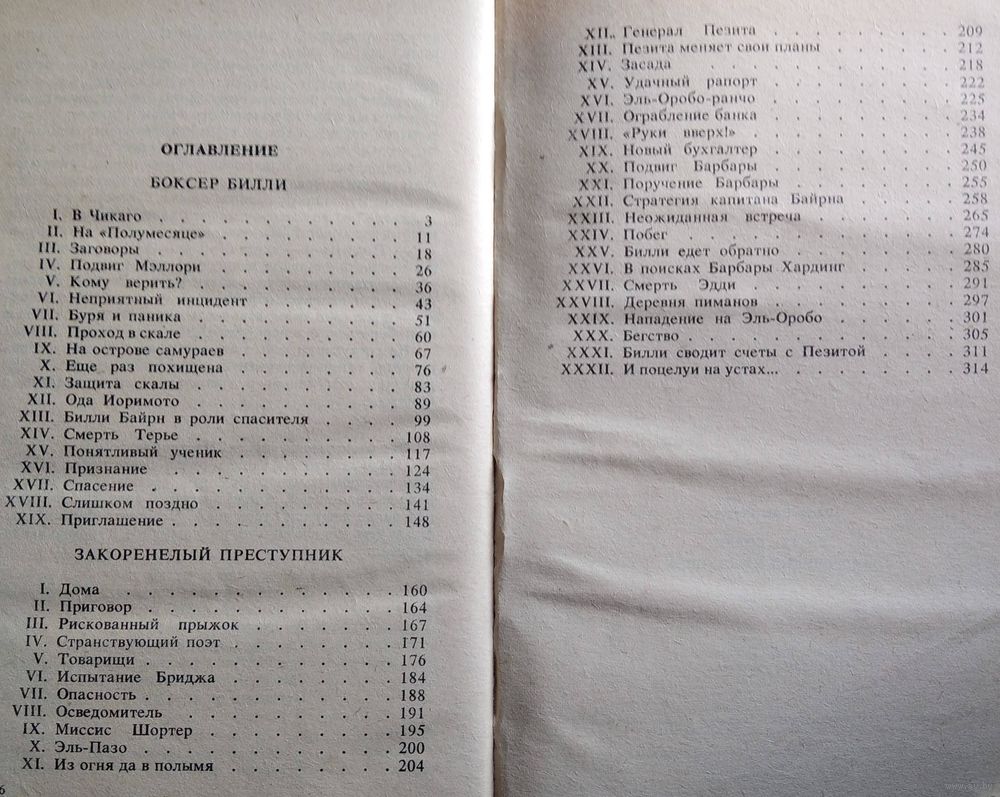 ОГЛАВЛЕНИЕ
БОКСЕР БИЛЛИ
I. В Чикаго . . . . . . . . . . . . 3
II. На «Полумесяце» . . . . . . . . . 11
III. Заговоры . . . . . . . . . . . . 18
IV. Подвиг Мэллори . . . . . . . . . 26
V. Кому верить? . . . . . . . . . . 36
VI. Неприятный инцидент . . . . . . . 43
VII. Буря и паника . . . . . . . . . . 51
VIII. Проход в скале . . . . . . . . . 60
IX. На острове самураев . . . . . . . 67
X. Еще раз похищена . . . . . . . . 76
XI. Защита скалы . . . . . . . . . . 83
XII. Ода Иоримото . . . . . . . . . . 89
XIII. Билли Байрн в роли спасителя . . . . 99
XIV. Смерть Терье . . . . . . . . . . 108
XV. Понятливый ученик . . . . . . . . 117
XVI. Признание . . . . . . . . . . . 124
XVII. Спасение . . . . . . . . . . . . 134
XVIII. Слишком поздно . . . . . . . . . 141
XIX. Приглашение . . . . . . . . . . . 148
ЗАКОРЕНЕЛЫЙ ПРЕСТУПНИК
I. Дома . . . . . . . . . . . . . 160
II. Приговор . . . . . . . . . . . . 164
III. Рискованный прыжок . . . . . . . 167
IV. Странствующий поэт . . . . . . . . 171
V. Товарищи . . . . . . . . . . . . 176
VI. Испытание Бриджа . . . . . . . . 184
VII. Опасность . . . . . . . . . . . . 188
VIII. Осведомитель . . . . . . . . . . 191
IX. Миссис Шортер . . . . . . . . . 195
X. Эль-Пазо . . . . . . . . . . . . 200
XI. Из огня да в полымя . . . . . . . 204
6
XII. Генерал Пезита . . . . . . . . . 209
XIII. Пезита меняет свои планы . . . . . . 212
XIV. Засада . . . . . . . . . . . . 218
XV. Удачный рапорт . . . . . . . . . 222
XVI. Эль-Оробо-ранчо . . . . . . . . . 225
XVII. Ограбление банка . . . . . . . . . 234
XVIII. «Руки вверх!» . . . . . . . . . . 238
XIX. Новый бухгалтер . . . . . . . . . 245
XX. Подвиг Барбары . . . . . . . . . 250
XXI. Поручение Барбары . . . . . . . . 255
XXII. Стратегия капитана Байрна . . . . . 258
XXIII. Неожиданная встреча . . . . . . . 265
XXIV. Побег . . . . . . . . . . . . . 274
XXV. Билли едет обратно . . . . . . . . 280
XXVI. В поисках Барбары Хардинг . . . . . 285
XXVII. Смерть Эдди . . . . . . . . . . 291
XXVIII. Деревня пиманов . . . . . . . . . 297
XXIX. Нападение на Эль-Оробо . . . . . . 301
XXX. Бегство . . . . . . . . . . . . 305
XXXI. Билли сводит счеты с Пезитой . . . . 311
XXXII. И поцелуи на устах... . . . . . . . 314